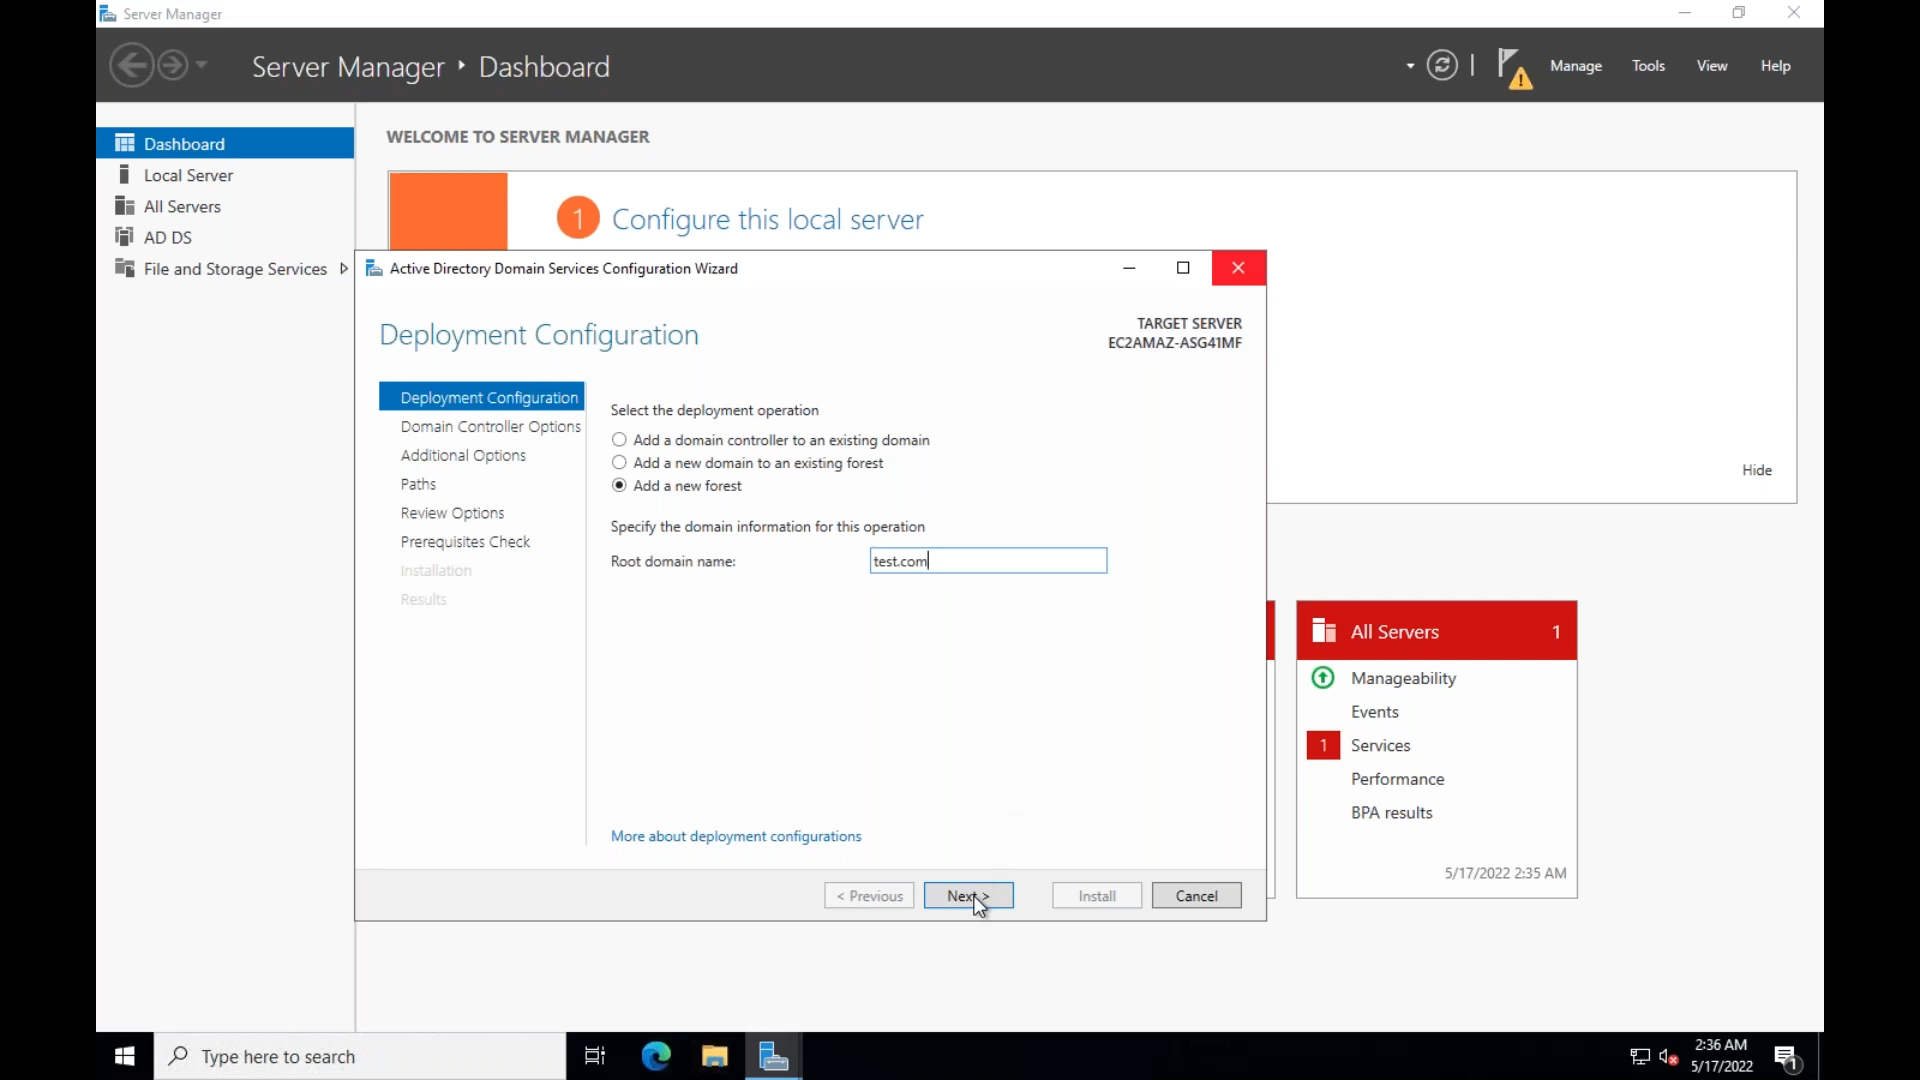 Server Manager
Server Manager ‣ Dashboard
Manage
Tools
View
Help
Dashboard
Local Server
All Servers
AD DS
File and Storage Services
WELCOME TO SERVER MANAGER
1 Configure this local server
Hide
Active Directory Domain Services Configuration Wizard
Deployment Configuration
TARGET SERVER
EC2AMAZ-ASG41MF
Deployment Configuration
Domain Controller Options
Additional Options
Paths
Review Options
Prerequisites Check
Installation
Results
Select the deployment operation
Add a domain controller to an existing domain
Add a new domain to an existing forest
Add a new forest
Specify the domain information for this operation
Root domain name: test.com
More about deployment configurations
< Previous
Next >
Install
Cancel
All Servers 1
Manageability
Events
1 Services
Performance
BPA results
5/17/2022 2:35 AM
Type here to search
2:36 AM
5/17/2022
1